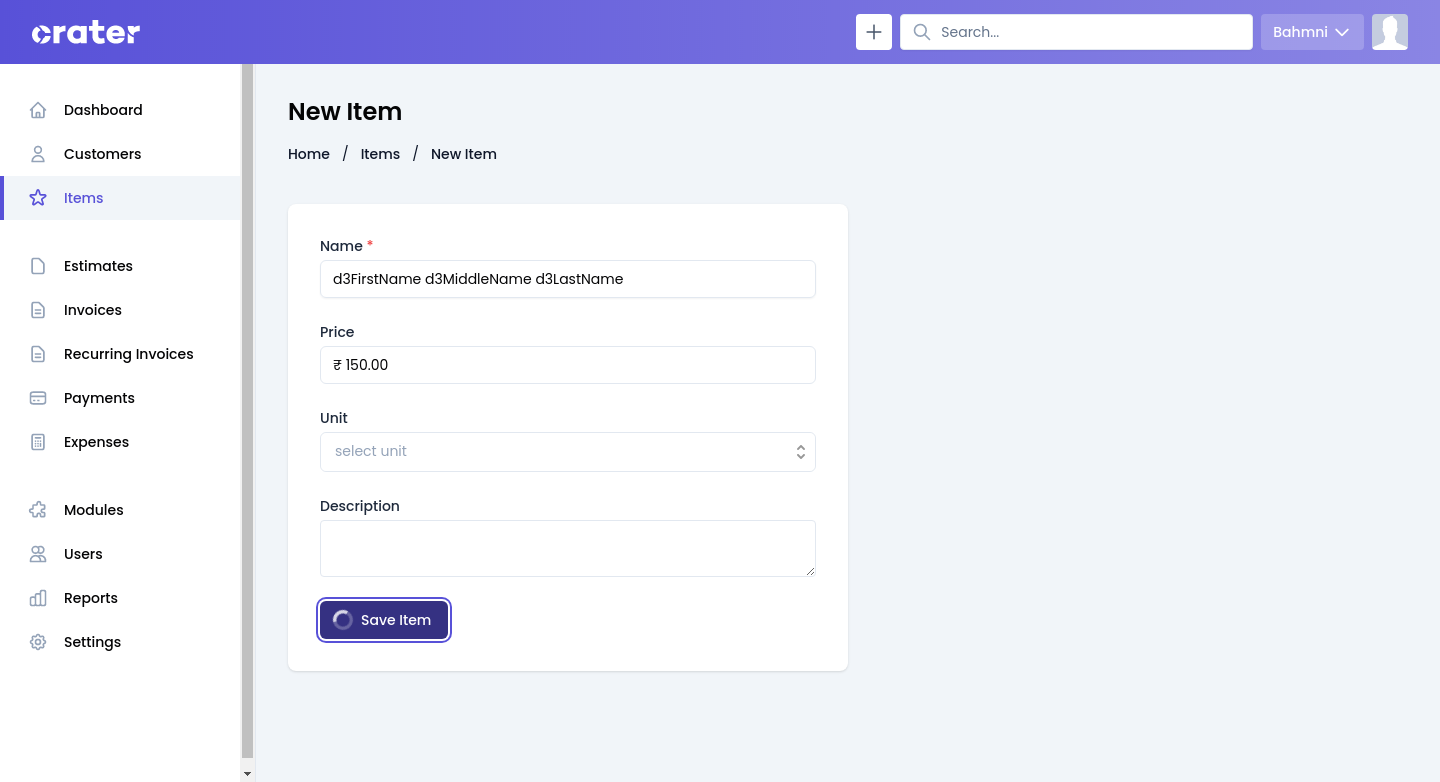 crater
Search...
Bahmni
Dashboard
Customers
Items
Estimates
Invoices
Recurring Invoices
Payments
Expenses
Modules
Users
Reports
Settings
New Item
Home / Items / New Item
Name *
d3FirstName d3MiddleName d3LastName
Price
₹ 150.00
Unit
select unit
Description
Save Item